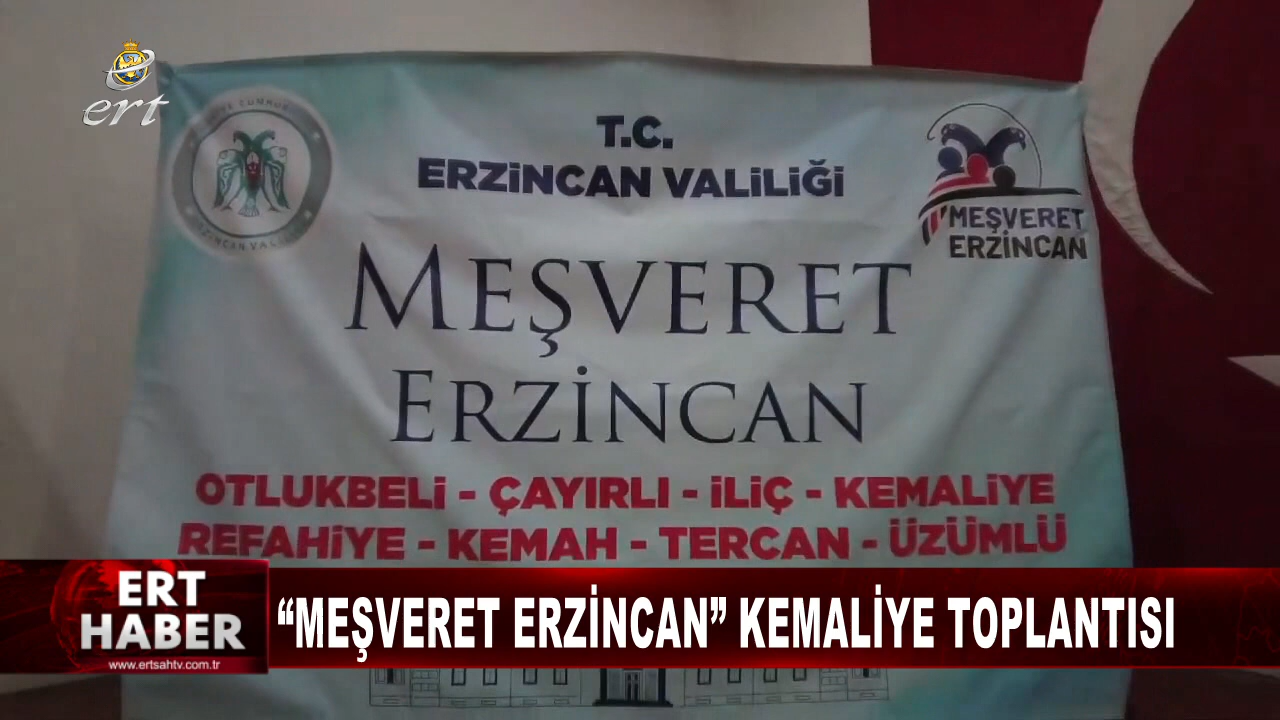 ert
T.C.
ERZİNCAN VALİLİĞİ
MEŞVERET
ERZİNCAN
MEŞVERET
ERZİNCAN
OTLUKBELİ - ÇAYIRLI - İLİÇ - KEMALİYE
REFAHİYE - KEMAH - TERCAN - ÜZÜMLÜ
ERT
HABER
www.ertsahtv.com.tr
“MEŞVERET ERZİNCAN” KEMALİYE TOPLANTISI